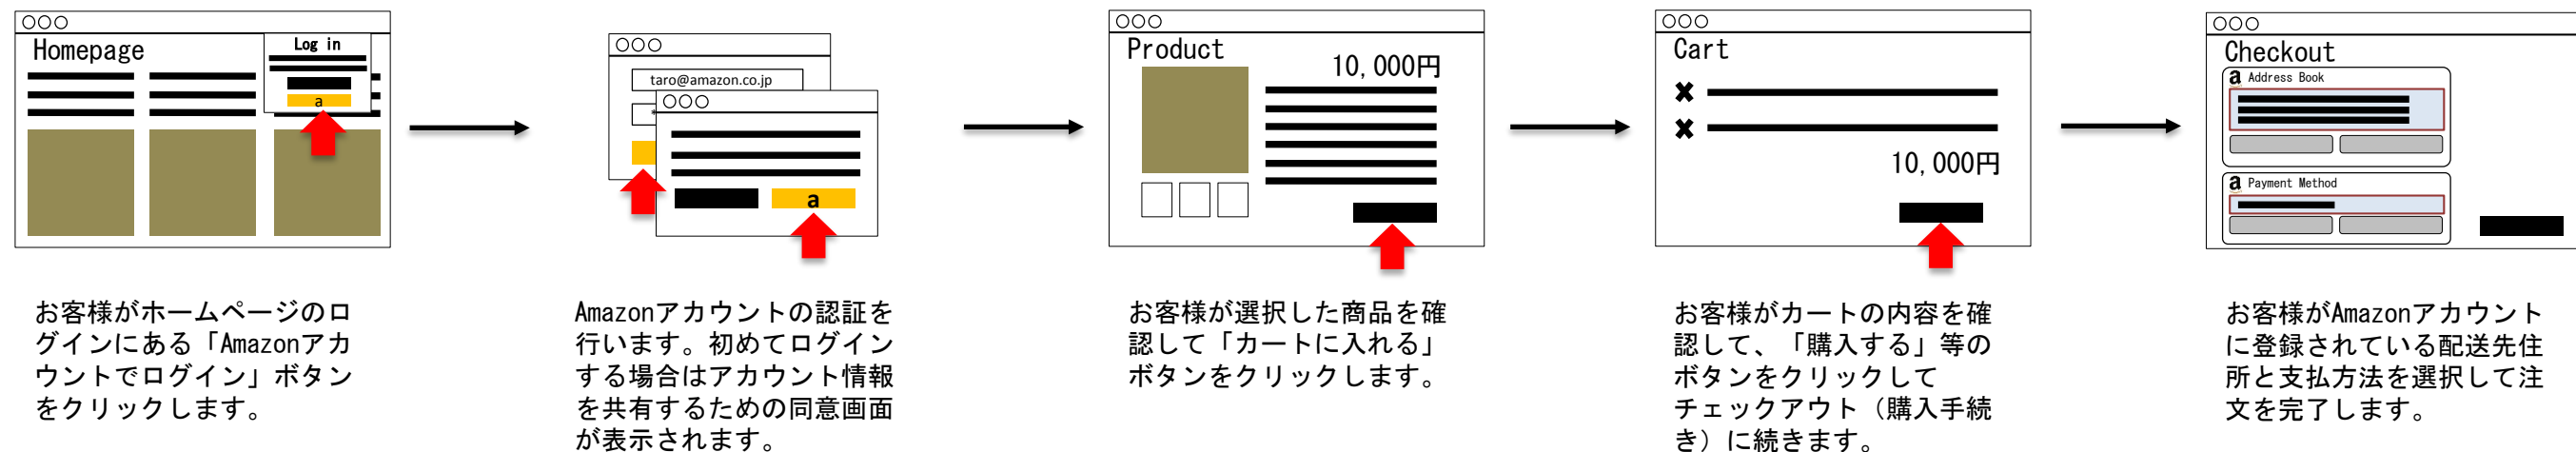 Homepage
Log in
a
taro@amazon.co.jp
*
a
Product
10,000円
Cart
✖
✖
10,000円
Checkout
a Address Book
a Payment Method
お客様がホームページのロ
グインにある「Amazonアカ
ウントでログイン」ボタン
をクリックします。
Amazonアカウントの認証を
行います。初めてログイン
する場合はアカウント情報
を共有するための同意画面
が表示されます。
お客様が選択した商品を確
認して「カートに入れる」
ボタンをクリックします。
お客様がカートの内容を確
認して、「購入する」等の
ボタンをクリックして
チェックアウト（購入手続
き）に続きます。
お客様がAmazonアカウント
に登録されている配送先住
所と支払方法を選択して注
文を完了します。